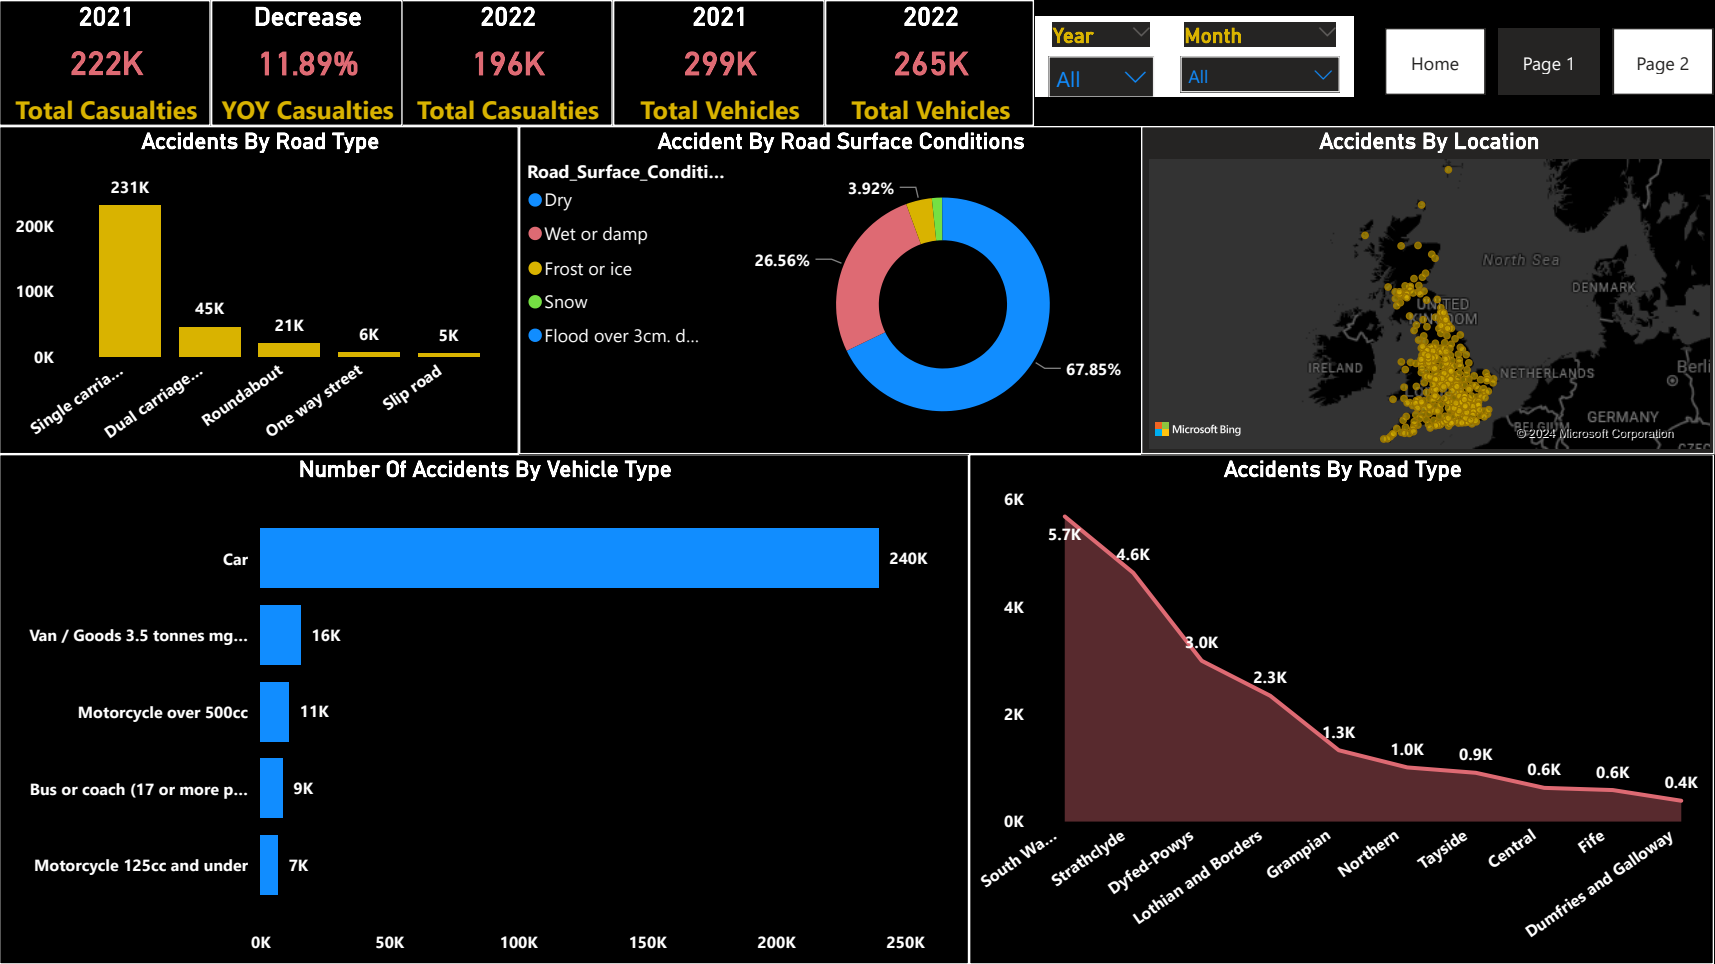 2021
222K
Total Casualties
Decrease
11.89%
YOY Casualties
2022
196K
Total Casualties
2021
299K
Total Vehicles
2022
265K
Total Vehicles
Year
All
Month
All
Home
Page 1
Page 2
Accidents By Road Type
200K
100K
0K
231K
45K
21K
6K
5K
Single carria...
Dual carriage...
Roundabout
One way street
Slip road
Accident By Road Surface Conditions
Road_Surface_Conditi...
Dry
Wet or damp
Frost or ice
Snow
Flood over 3cm. d...
3.92%
26.56%
67.85%
Accidents By Location
North Sea
DENMARK
UNITED
KINGDOM
IRELAND
NETHERLANDS
Berli
GERMANY
BELGIUM
CZEC
Microsoft Bing
© 2024 Microsoft Corporation
Number Of Accidents By Vehicle Type
Car
240K
Van / Goods 3.5 tonnes mg...
16K
Motorcycle over 500cc
11K
Bus or coach (17 or more p...
9K
Motorcycle 125cc and under
7K
0K
50K
100K
150K
200K
250K
Accidents By Road Type
6K
4K
2K
0K
5.7K
4.6K
3.0K
2.3K
1.3K
1.0K
0.9K
0.6K
0.6K
0.4K
South Wa...
Strathclyde
Dyfed-Powys
Lothian and Borders
Grampian
Northern
Tayside
Central
Fife
Dumfries and Galloway